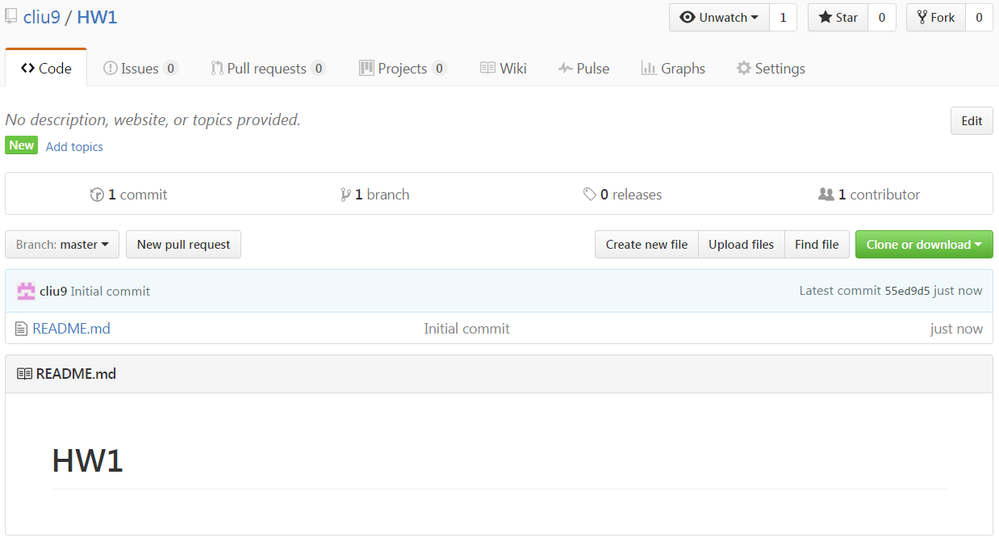 cliu9 / HW1 Unwatch 1 Star 0 Fork 0
Code Issues 0 Pull requests 0 Projects 0 Wiki Pulse Graphs Settings
No description, website, or topics provided. Edit
New Add topics
1 commit 1 branch 0 releases 1 contributor
Branch: master New pull request Create new file Upload files Find file Clone or download
cliu9 Initial commit Latest commit 55ed9d5 just now
README.md Initial commit just now
README.md
HW1